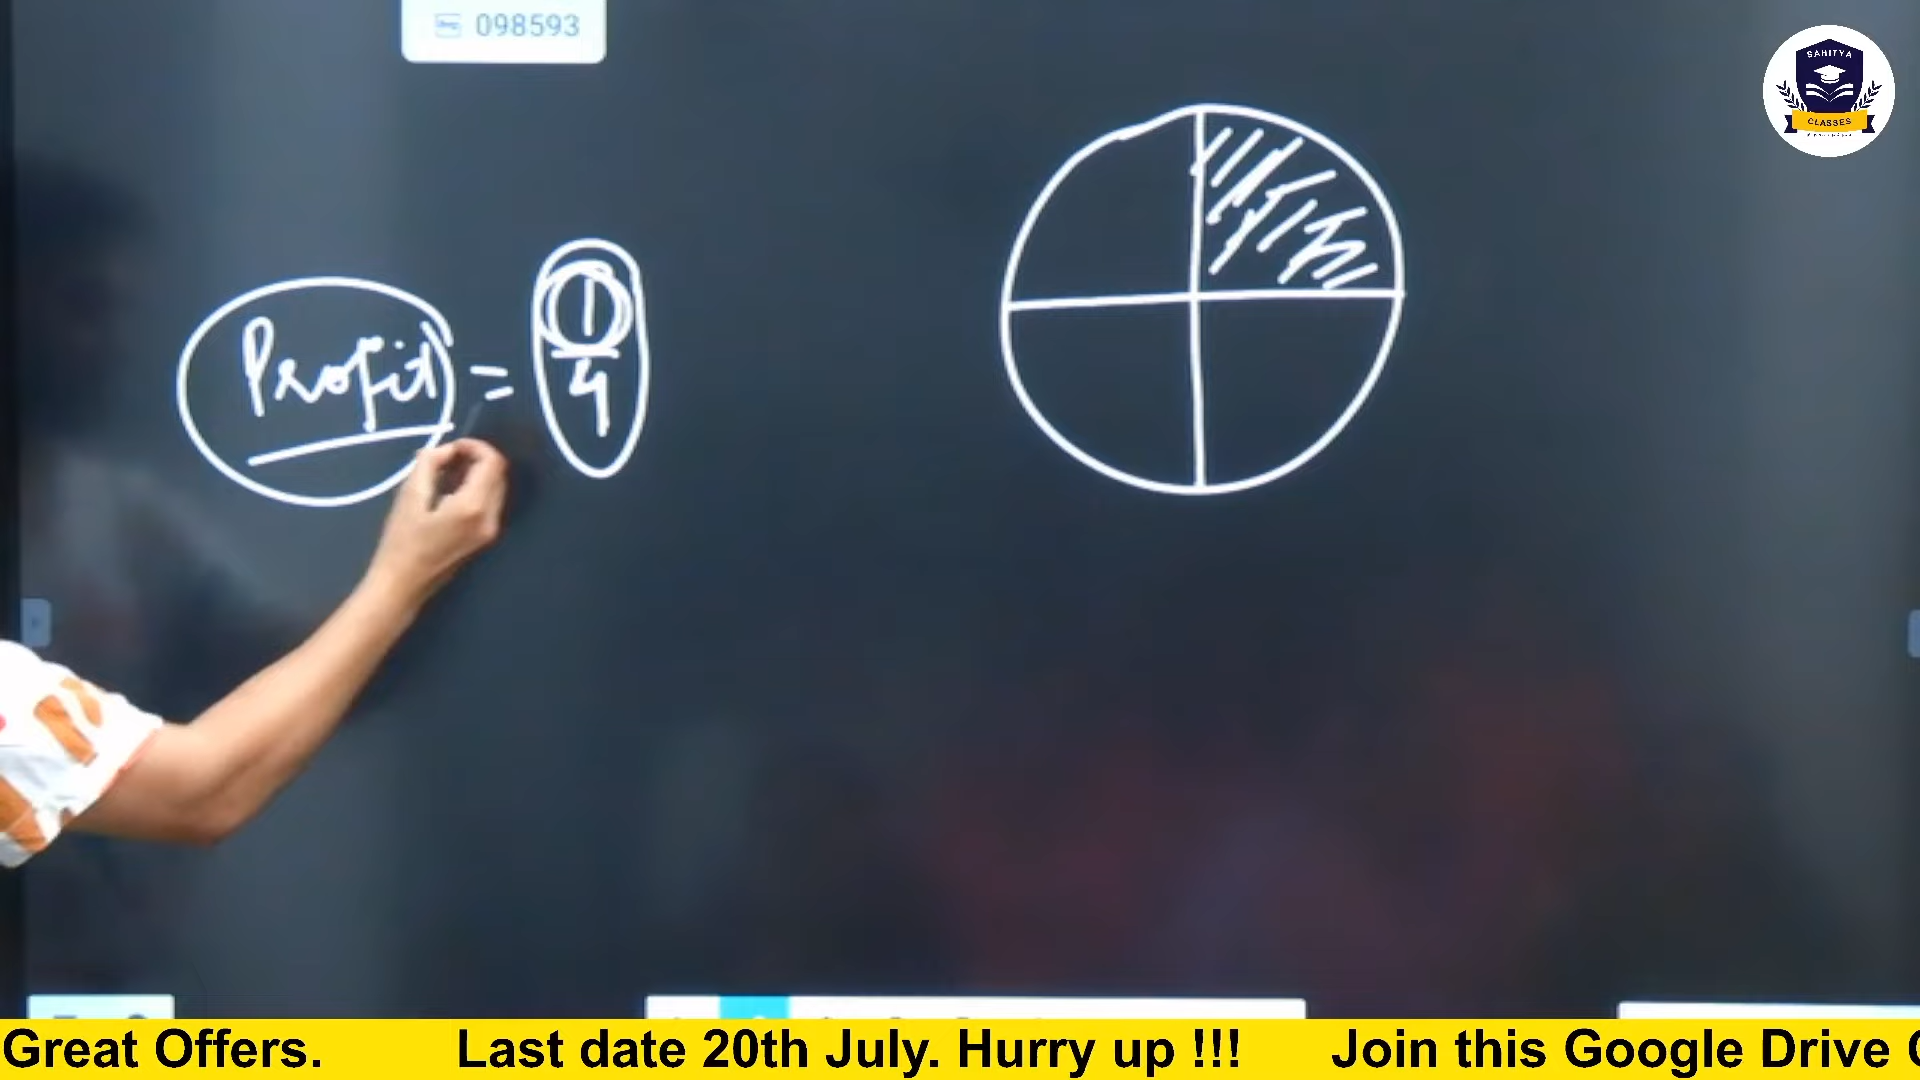 098593
SAHITYA
CLASSES
Profit = 1/4
Great Offers. Last date 20th July. Hurry up !!! Join this Google Drive